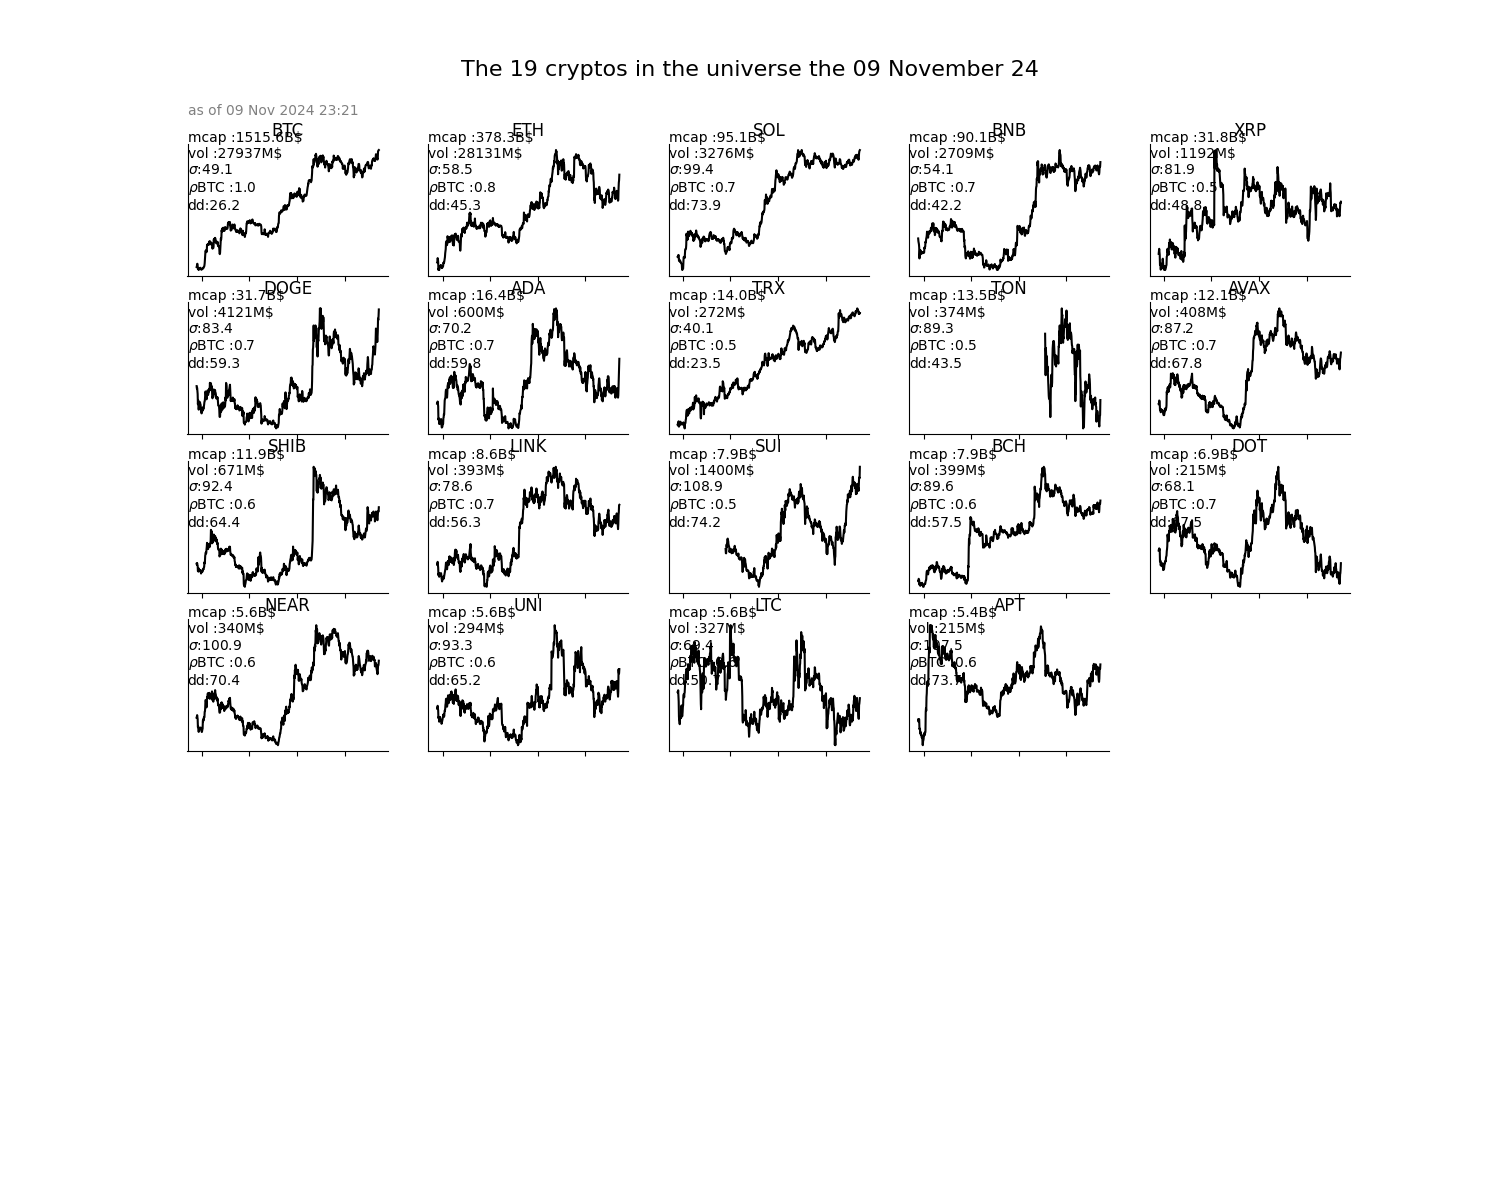 The 19 cryptos in the universe the 09 November 24
as of 09 Nov 2024 23:21
BTC
mcap :1515.6B$
vol :27937M$
σ:49.1
ρBTC :1.0
dd:26.2
ETH
mcap :378.3B$
vol :28131M$
σ:58.5
ρBTC :0.8
dd:45.3
SOL
mcap :95.1B$
vol :3276M$
σ:99.4
ρBTC :0.7
dd:73.9
BNB
mcap :90.1B$
vol :2709M$
σ:54.1
ρBTC :0.7
dd:42.2
XRP
mcap :31.8B$
vol :1192M$
σ:81.9
ρBTC :0.5
dd:48.8
DOGE
mcap :31.7B$
vol :4121M$
σ:83.4
ρBTC :0.7
dd:59.3
ADA
mcap :16.4B$
vol :600M$
σ:70.2
ρBTC :0.7
dd:59.8
TRX
mcap :14.0B$
vol :272M$
σ:40.1
ρBTC :0.5
dd:23.5
TON
mcap :13.5B$
vol :374M$
σ:89.3
ρBTC :0.5
dd:43.5
AVAX
mcap :12.1B$
vol :408M$
σ:87.2
ρBTC :0.7
dd:67.8
SHIB
mcap :11.9B$
vol :671M$
σ:92.4
ρBTC :0.6
dd:64.4
LINK
mcap :8.6B$
vol :393M$
σ:78.6
ρBTC :0.7
dd:56.3
SUI
mcap :7.9B$
vol :1400M$
σ:108.9
ρBTC :0.5
dd:74.2
BCH
mcap :7.9B$
vol :399M$
σ:89.6
ρBTC :0.6
dd:57.5
DOT
mcap :6.9B$
vol :215M$
σ:68.1
ρBTC :0.7
NEAR
mcap :5.6B$
vol :340M$
σ:100.9
ρBTC :0.6
dd:70.4
UNI
mcap :5.6B$
vol :294M$
σ:93.3
ρBTC :0.6
dd:65.2
LTC
mcap :5.6B$
vol :327M$
σ:69.4
ρBTC
APT
mcap :5.4B$
vol :215M$
ρBTC :0.6